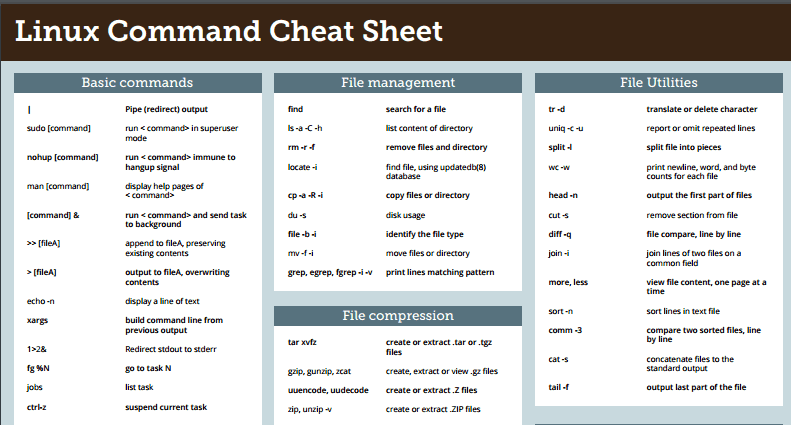 Linux Command Cheat Sheet
Basic commands
| Pipe (redirect) output
sudo [command] run < command> in superuser
mode
nohup [command] run < command> immune to
hangup signal
man [command] display help pages of
< command>
[command] & run < command> and send task
to background
>> [fileA] append to fileA, preserving
existing contents
> [fileA] output to fileA, overwriting
contents
echo -n display a line of text
xargs build command line from
previous output
1>2& Redirect stdout to stderr
fg %N go to task N
jobs list task
ctrl-z suspend current task
File management
find search for a file
ls -a -C -h list content of directory
rm -r -f remove files and directory
locate -i find file, using updatedb(8)
database
cp -a -R -i copy files or directory
du -s disk usage
file -b -i identify the file type
mv -f -i move files or directory
grep, egrep, fgrep -i -v print lines matching pattern
File compression
tar xvfz create or extract .tar or .tgz
files
gzip, gunzip, zcat create, extract or view .gz files
uuencode, uudecode create or extract .Z files
zip, unzip -v create or extract .ZIP files
File Utilities
tr -d translate or delete character
uniq -c -u report or omit repeated lines
split -l split file into pieces
wc -w print newline, word, and byte
counts for each file
head -n output the first part of files
cut -s remove section from file
diff -q file compare, line by line
join -i join lines of two files on a
common field
more, less view file content, one page at a
time
sort -n sort lines in text file
comm -3 compare two sorted files, line
by line
cat -s concatenate files to the
standard output
tail -f output last part of the file